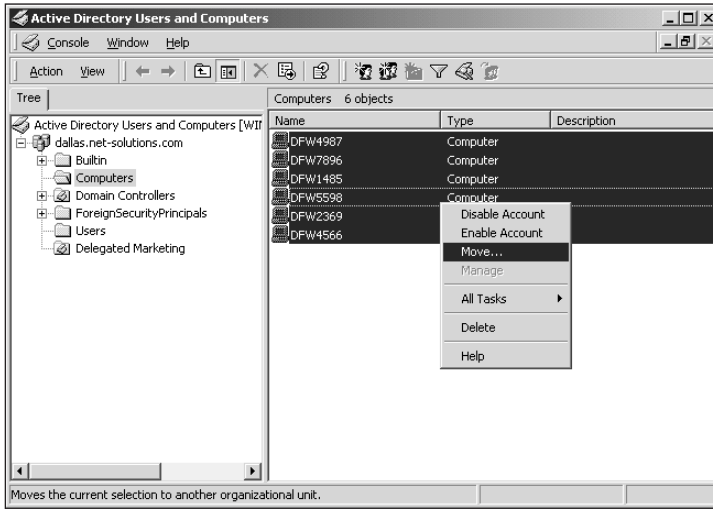 Active Directory Users and Computers
Console Window Help
Action View
Tree
Computers 6 objects
Active Directory Users and Computers [WIN
dallas.net-solutions.com
Builtin
Computers
Domain Controllers
ForeignSecurityPrincipals
Users
Delegated Marketing
Name Type Description
DFW4987 Computer
DFW7896 Computer
DFW1485 Computer
DFW5598 Computer
DFW2369
DFW4566
Disable Account
Enable Account
Move...
Manage
All Tasks
Delete
Help
Moves the current selection to another organizational unit.